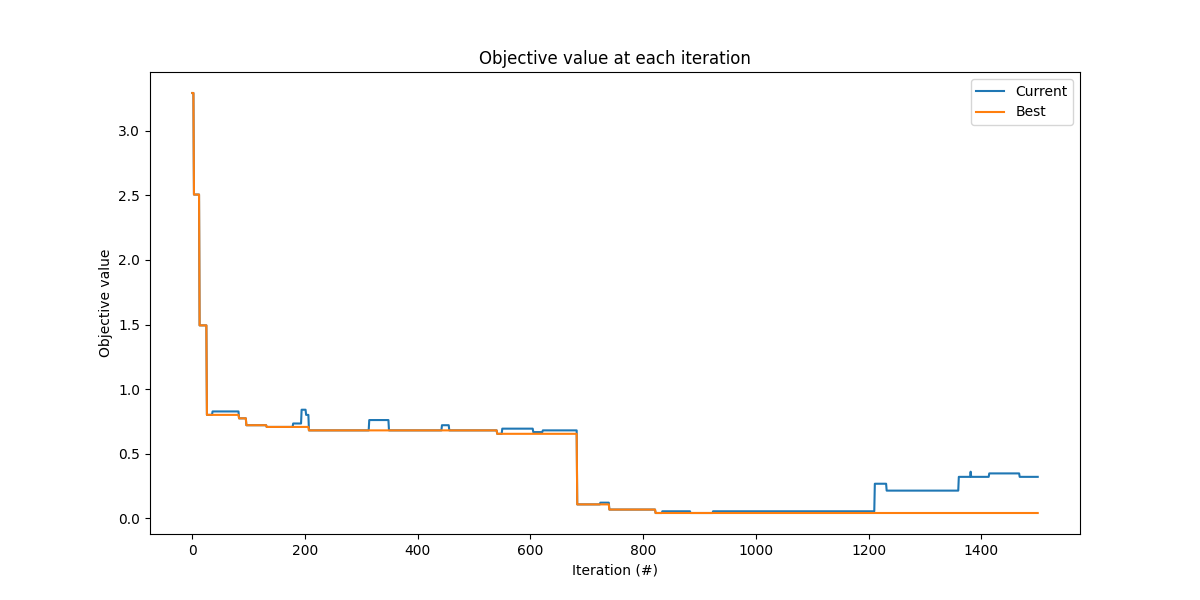 Objective value at each iteration
Current
Best
Objective value
3.0
2.5
2.0
1.5
1.0
0.5
0.0
0 200 400 600 800 1000 1200 1400
Iteration (#)